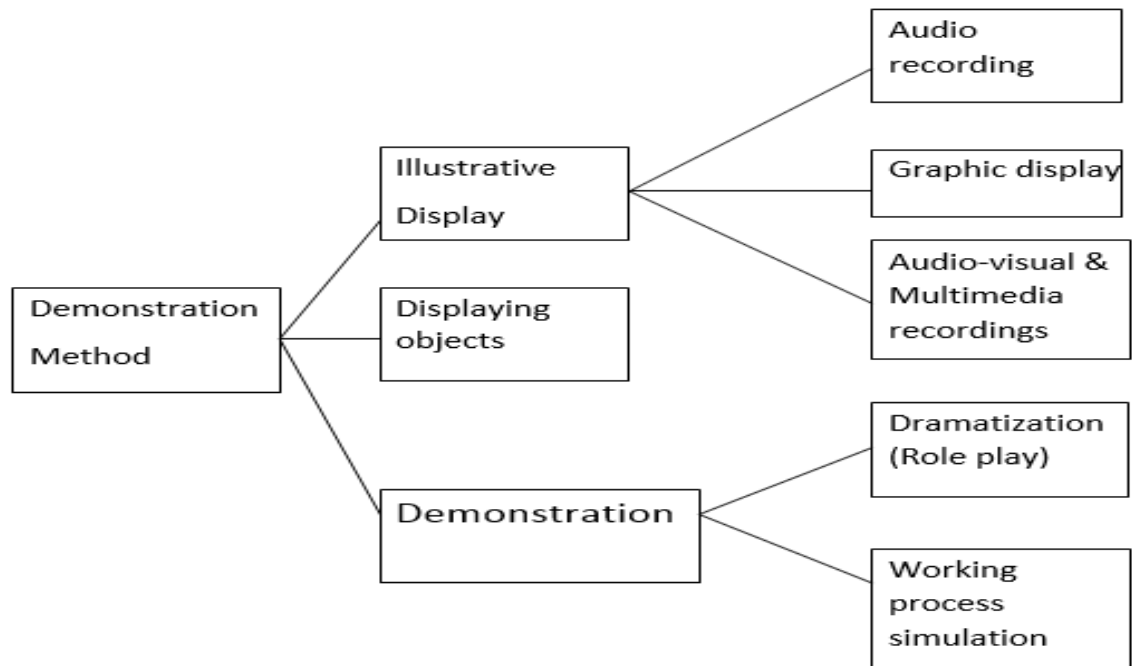 Demonstration
Method
Illustrative
Display
Displaying
objects
Demonstration
Audio
recording
Graphic display
Audio-visual &
Multimedia
recordings
Dramatization
(Role play)
Working
process
simulation